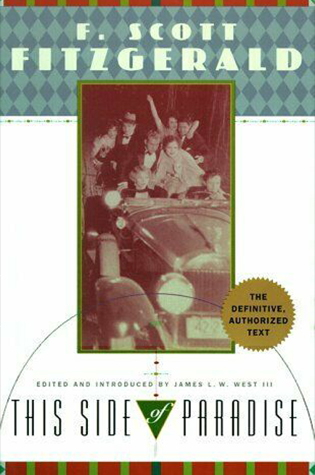 F. SCOTT
FITZGERALD
THE
DEFINITIVE,
AUTHORIZED
TEXT
EDITED AND INTRODUCED BY JAMES L. W. WEST III
THIS SIDE of PARADISE